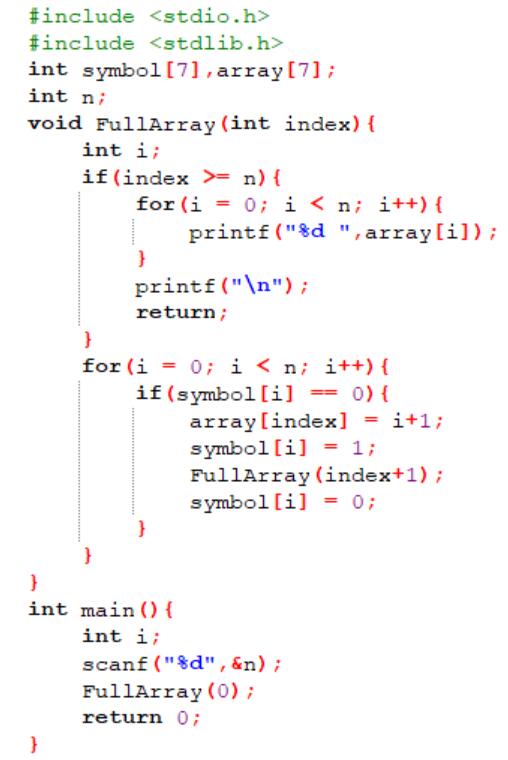 #include <stdio.h>
#include <stdlib.h>
int symbol[7],array[7];
int n;
void FullArray(int index){
    int i;
    if(index >= n){
        for(i = 0; i < n; i++){
            printf("%d ",array[i]);
        }
        printf("\n");
        return;
    }
    for(i = 0; i < n; i++){
        if(symbol[i] == 0){
            array[index] = i+1;
            symbol[i] = 1;
            FullArray(index+1);
            symbol[i] = 0;
        }
    }
}
int main(){
    int i;
    scanf("%d",&n);
    FullArray(0);
    return 0;
}